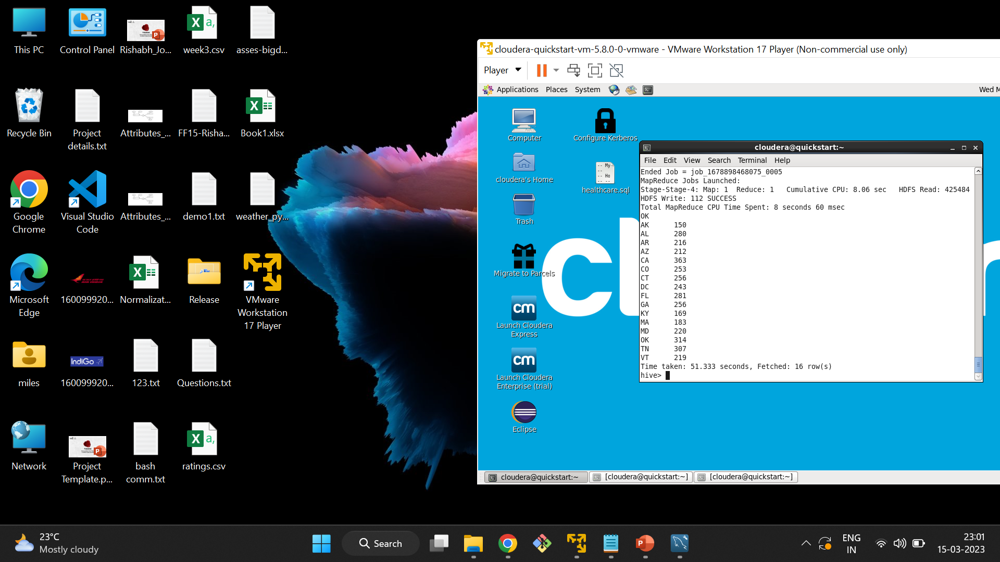 This PC
Control Panel
Rishabh_Jo...
week3.csv
asses-bigd...
Recycle Bin
Project
details.txt
Attributes_...
FF15-Risha...
Book1.xlsx
Google
Chrome
Visual Studio
Code
Attributes_...
demo1.txt
weather_py...
Microsoft
Edge
160099920...
Normalizat...
Release
VMware
Workstation
17 Player
miles
IndiGo
160099920...
123.txt
Questions.txt
Network
Project
Template.p...
bash
comm.txt
ratings.csv
cloudera-quickstart-vm-5.8.0-0-vmware - VMware Workstation 17 Player (Non-commercial use only)
Player
Applications Places System
Wed M
Computer
Configure Kerberos
cloudera's Home
-- My
--
-- Ho
-- --
healthcare.sql
Trash
Migrate to Parcels
cm
Launch Cloudera
Express
cm
Launch Cloudera
Enterprise (trial)
Eclipse
cl
cloudera@quickstart:~
File Edit View Search Terminal Help
Ended Job = job_1678898468075_0005
MapReduce Jobs Launched:
Stage-Stage-4: Map: 1  Reduce: 1   Cumulative CPU: 8.06 sec   HDFS Read: 425484
HDFS Write: 112 SUCCESS
Total MapReduce CPU Time Spent: 8 seconds 60 msec
OK
AK      150
AL      280
AR      216
AZ      212
CA      363
CO      253
CT      256
DC      243
FL      281
GA      256
KY      169
MA      183
MD      220
OK      314
TN      307
VT      219
Time taken: 51.333 seconds, Fetched: 16 row(s)
hive>
cloudera@quickstart:~
[cloudera@quickstart:~]
[cloudera@quickstart:~]
23°C
Mostly cloudy
Search
ENG
IN
23:01
15-03-2023